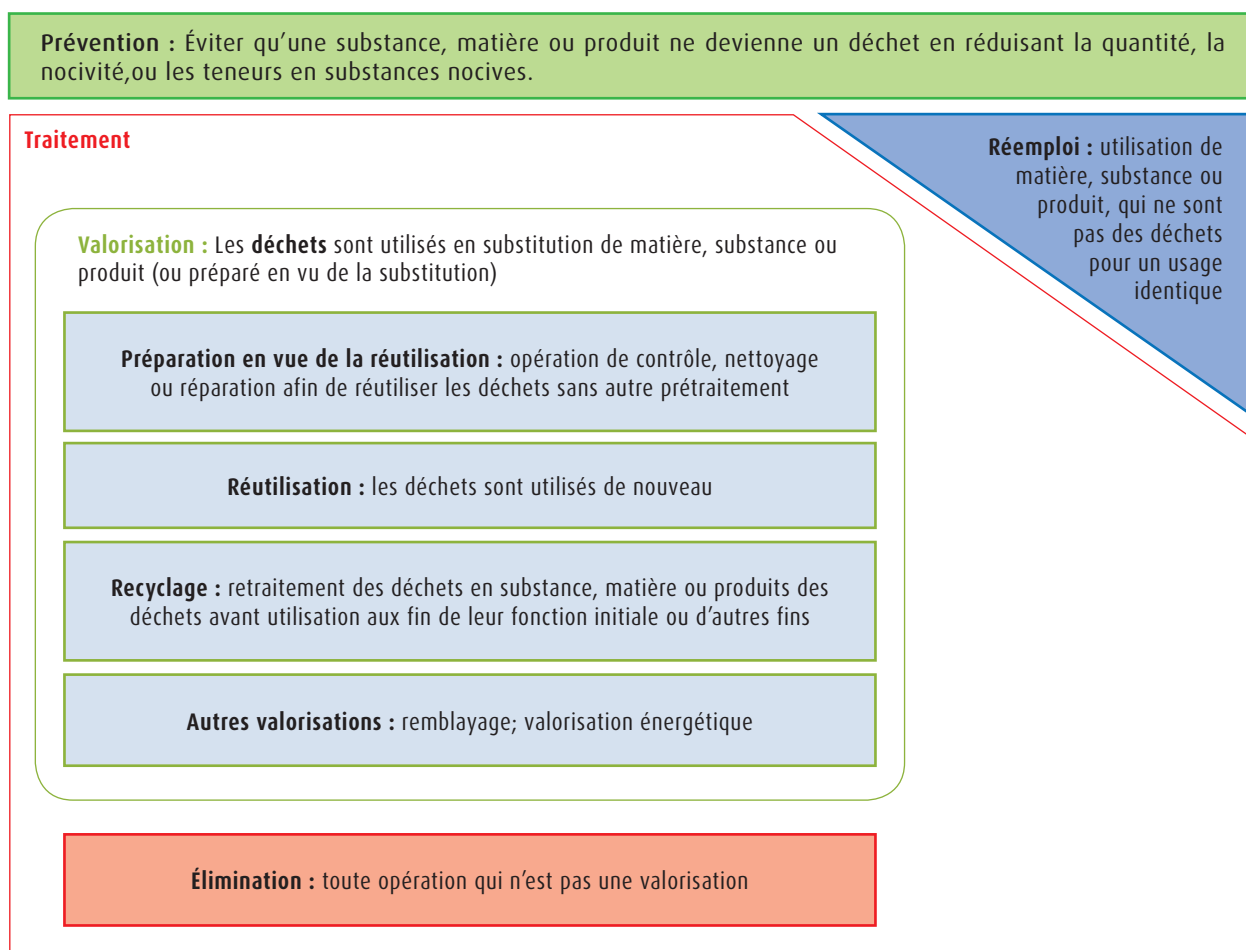 Prévention : Éviter qu’une substance, matière ou produit ne devienne un déchet en réduisant la quantité, la
nocivité,ou les teneurs en substances nocives.
Traitement
Réemploi : utilisation de
matière, substance ou
produit, qui ne sont
pas des déchets
pour un usage
identique
Valorisation : Les déchets sont utilisés en substitution de matière, substance ou
produit (ou préparé en vu de la substitution)
Préparation en vue de la réutilisation : opération de contrôle, nettoyage
ou réparation afin de réutiliser les déchets sans autre prétraitement
Réutilisation : les déchets sont utilisés de nouveau
Recyclage : retraitement des déchets en substance, matière ou produits des
déchets avant utilisation aux fin de leur fonction initiale ou d’autres fins
Autres valorisations : remblayage; valorisation énergétique
Élimination : toute opération qui n’est pas une valorisation